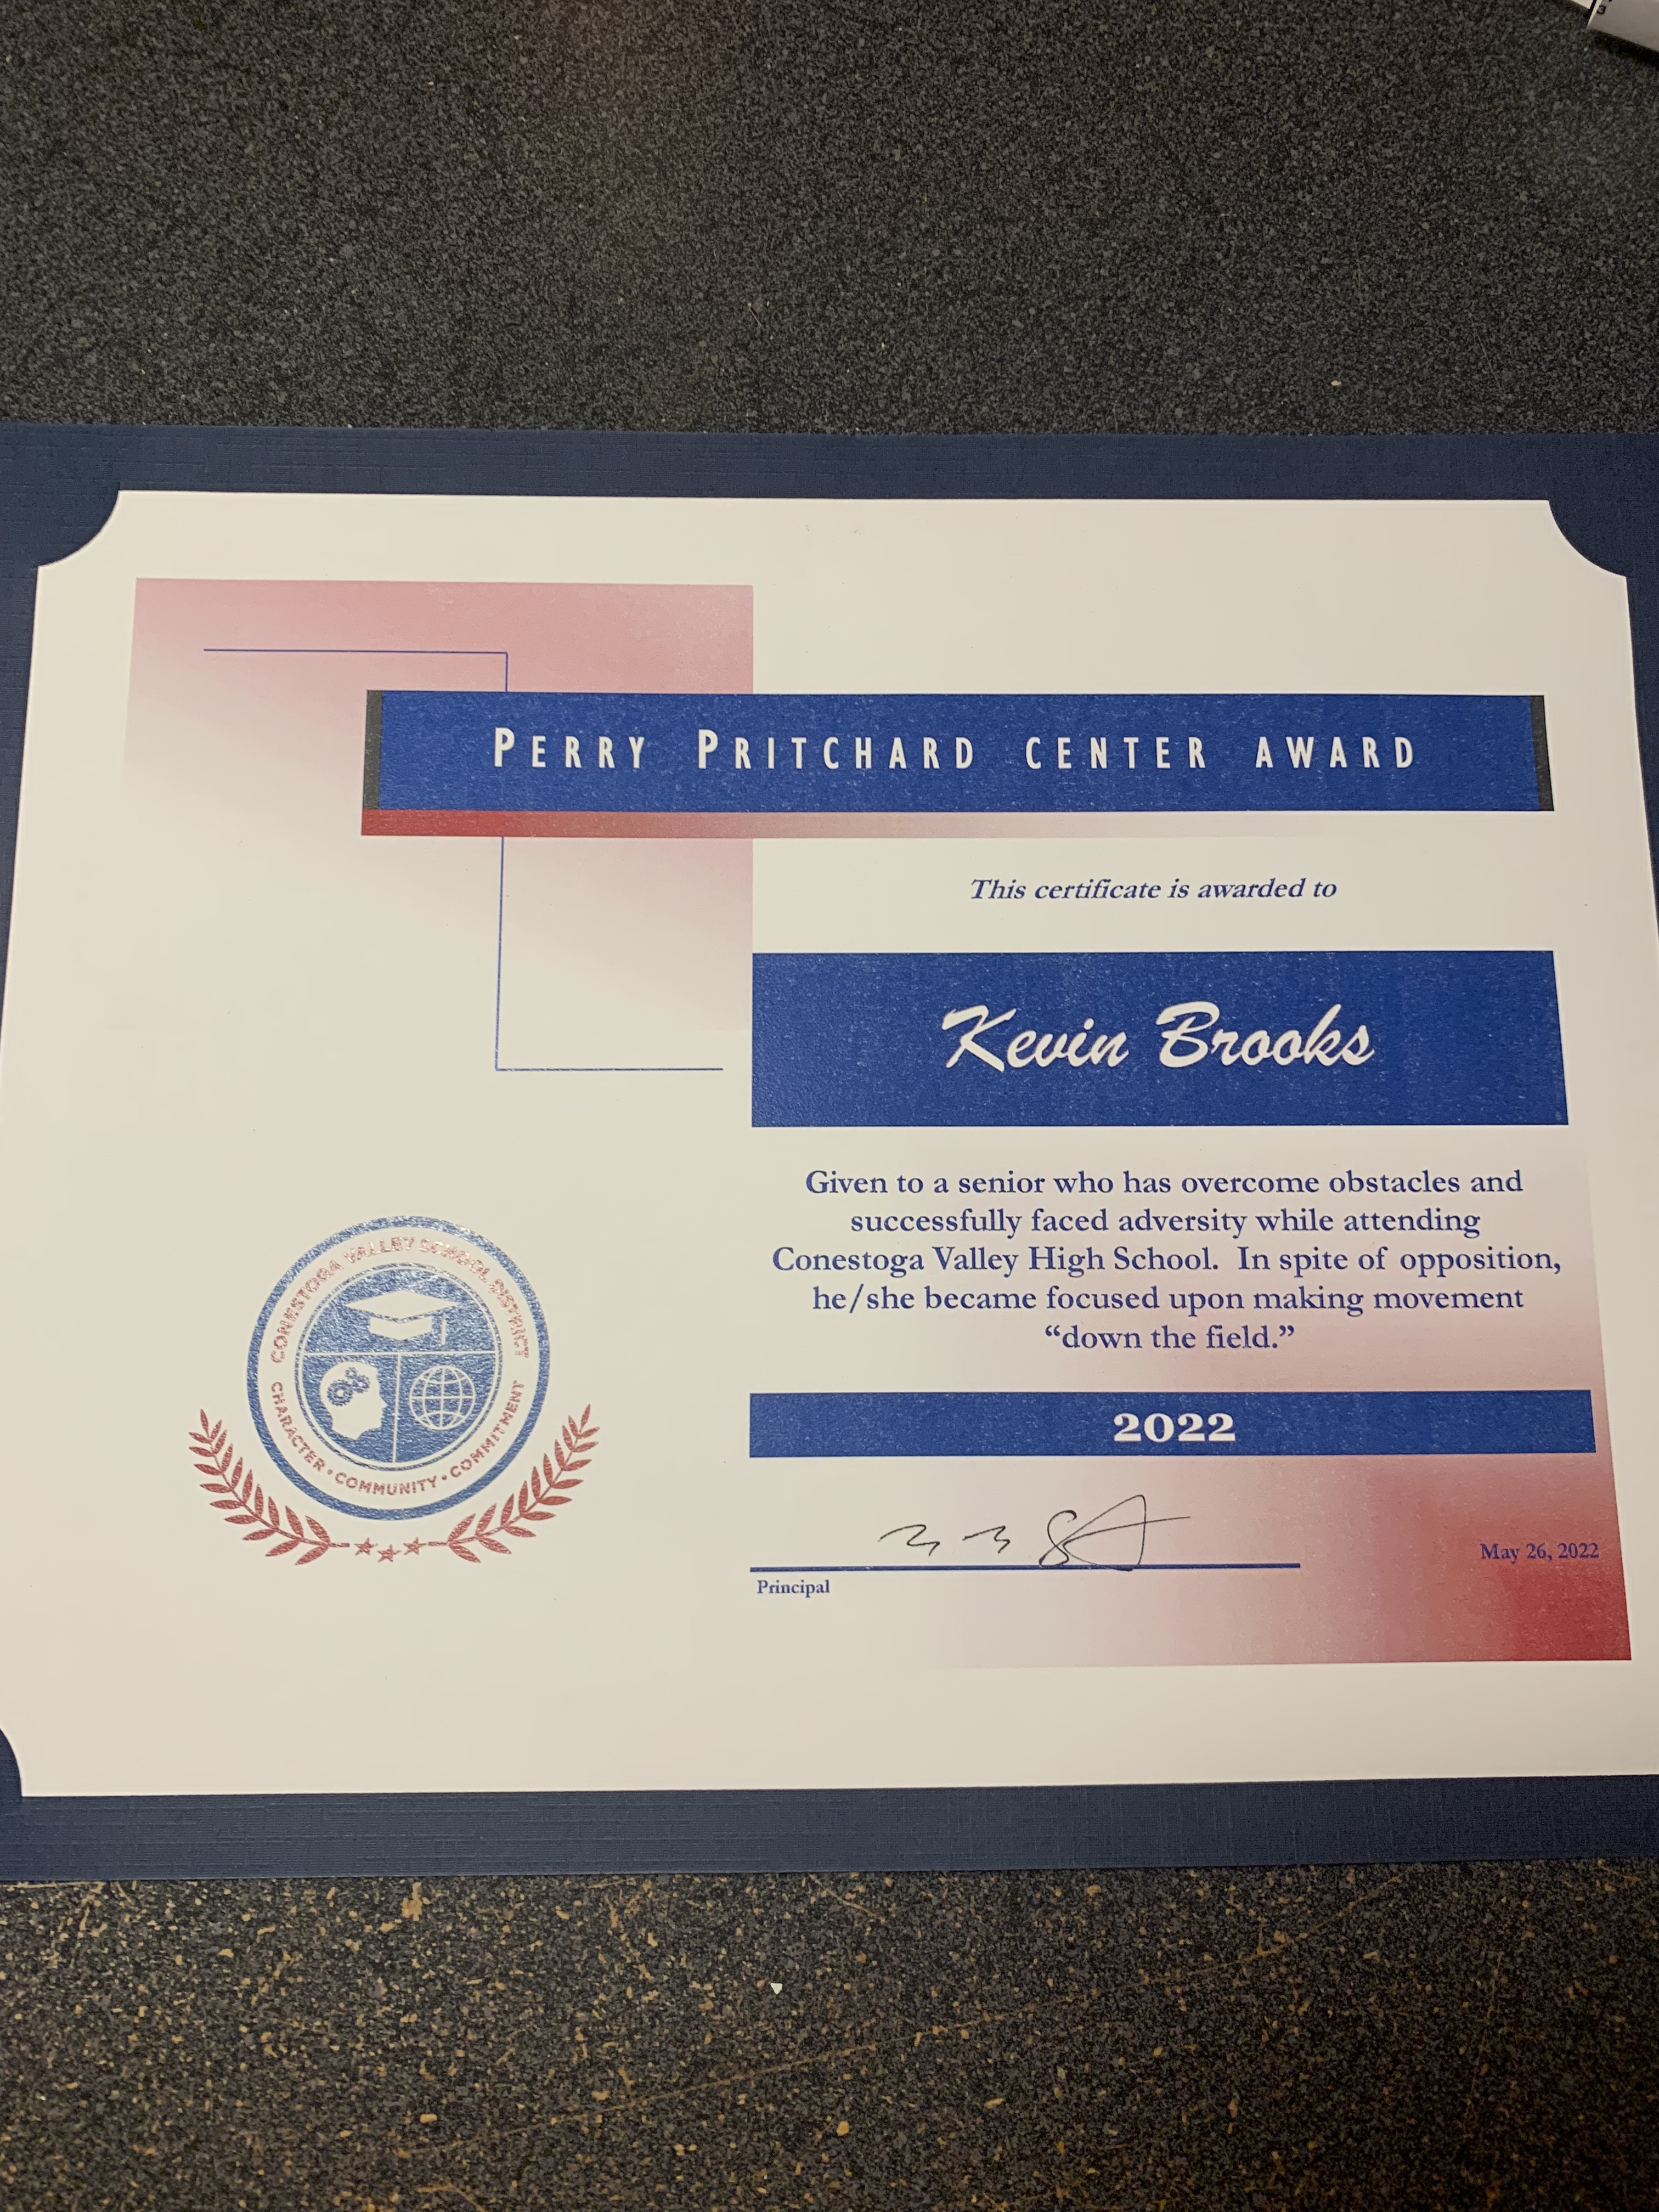 PERRY PRITCHARD CENTER AWARD
This certificate is awarded to
Kevin Brooks
Given to a senior who has overcome obstacles and
successfully faced adversity while attending
Conestoga Valley High School. In spite of opposition,
he/she became focused upon making movement
“down the field.”
2022
May 26, 2022
Principal
CONESTOGA VALLEY SCHOOL DISTRICT
CHARACTER • COMMUNITY • COMMITMENT